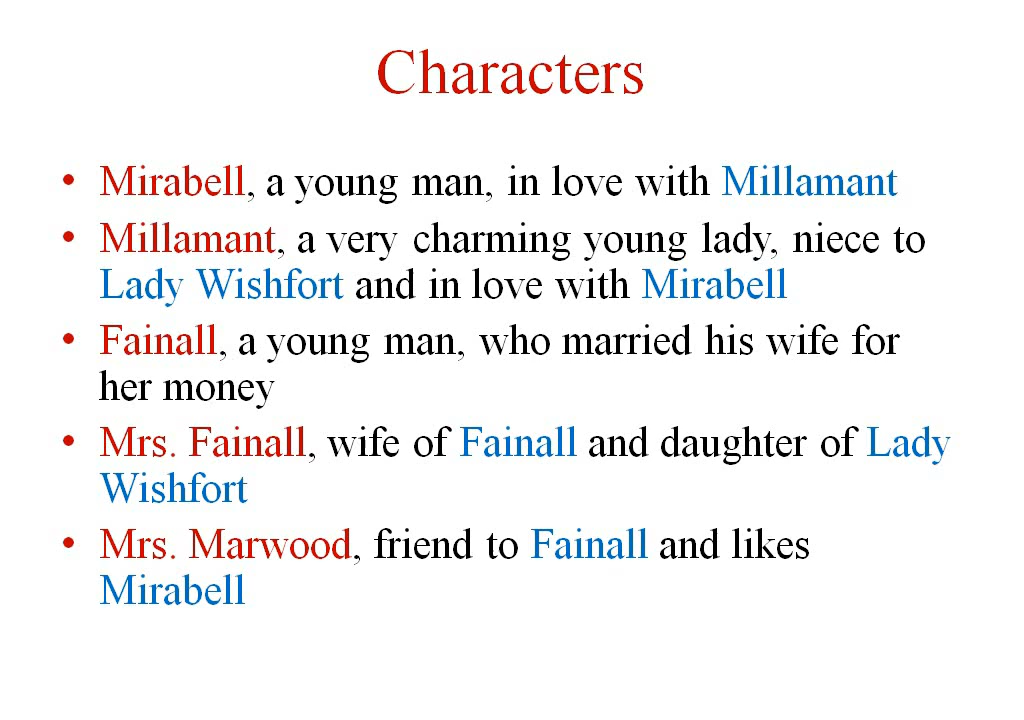 Characters
• Mirabell, a young man, in love with Millamant
• Millamant, a very charming young lady, niece to
Lady Wishfort and in love with Mirabell
• Fainall, a young man, who married his wife for
her money
• Mrs. Fainall, wife of Fainall and daughter of Lady
Wishfort
• Mrs. Marwood, friend to Fainall and likes
Mirabell